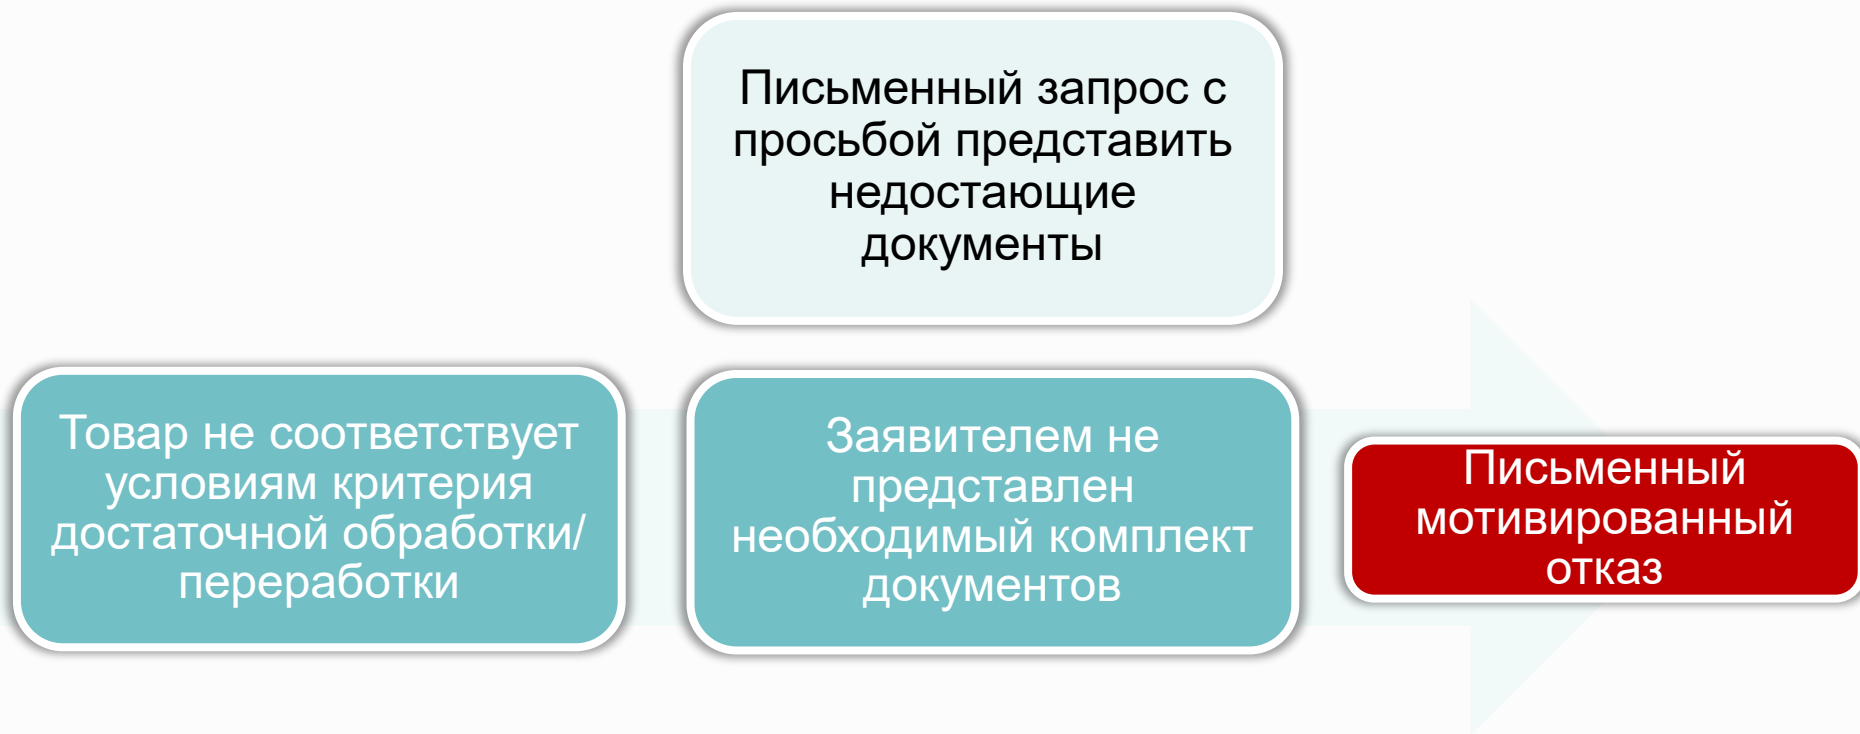 Письменный запрос с
просьбой представить
недостающие
документы
Товар не соответствует
условиям критерия
достаточной обработки/
переработки
Заявителем не
представлен
необходимый комплект
документов
Письменный
мотивированный
отказ